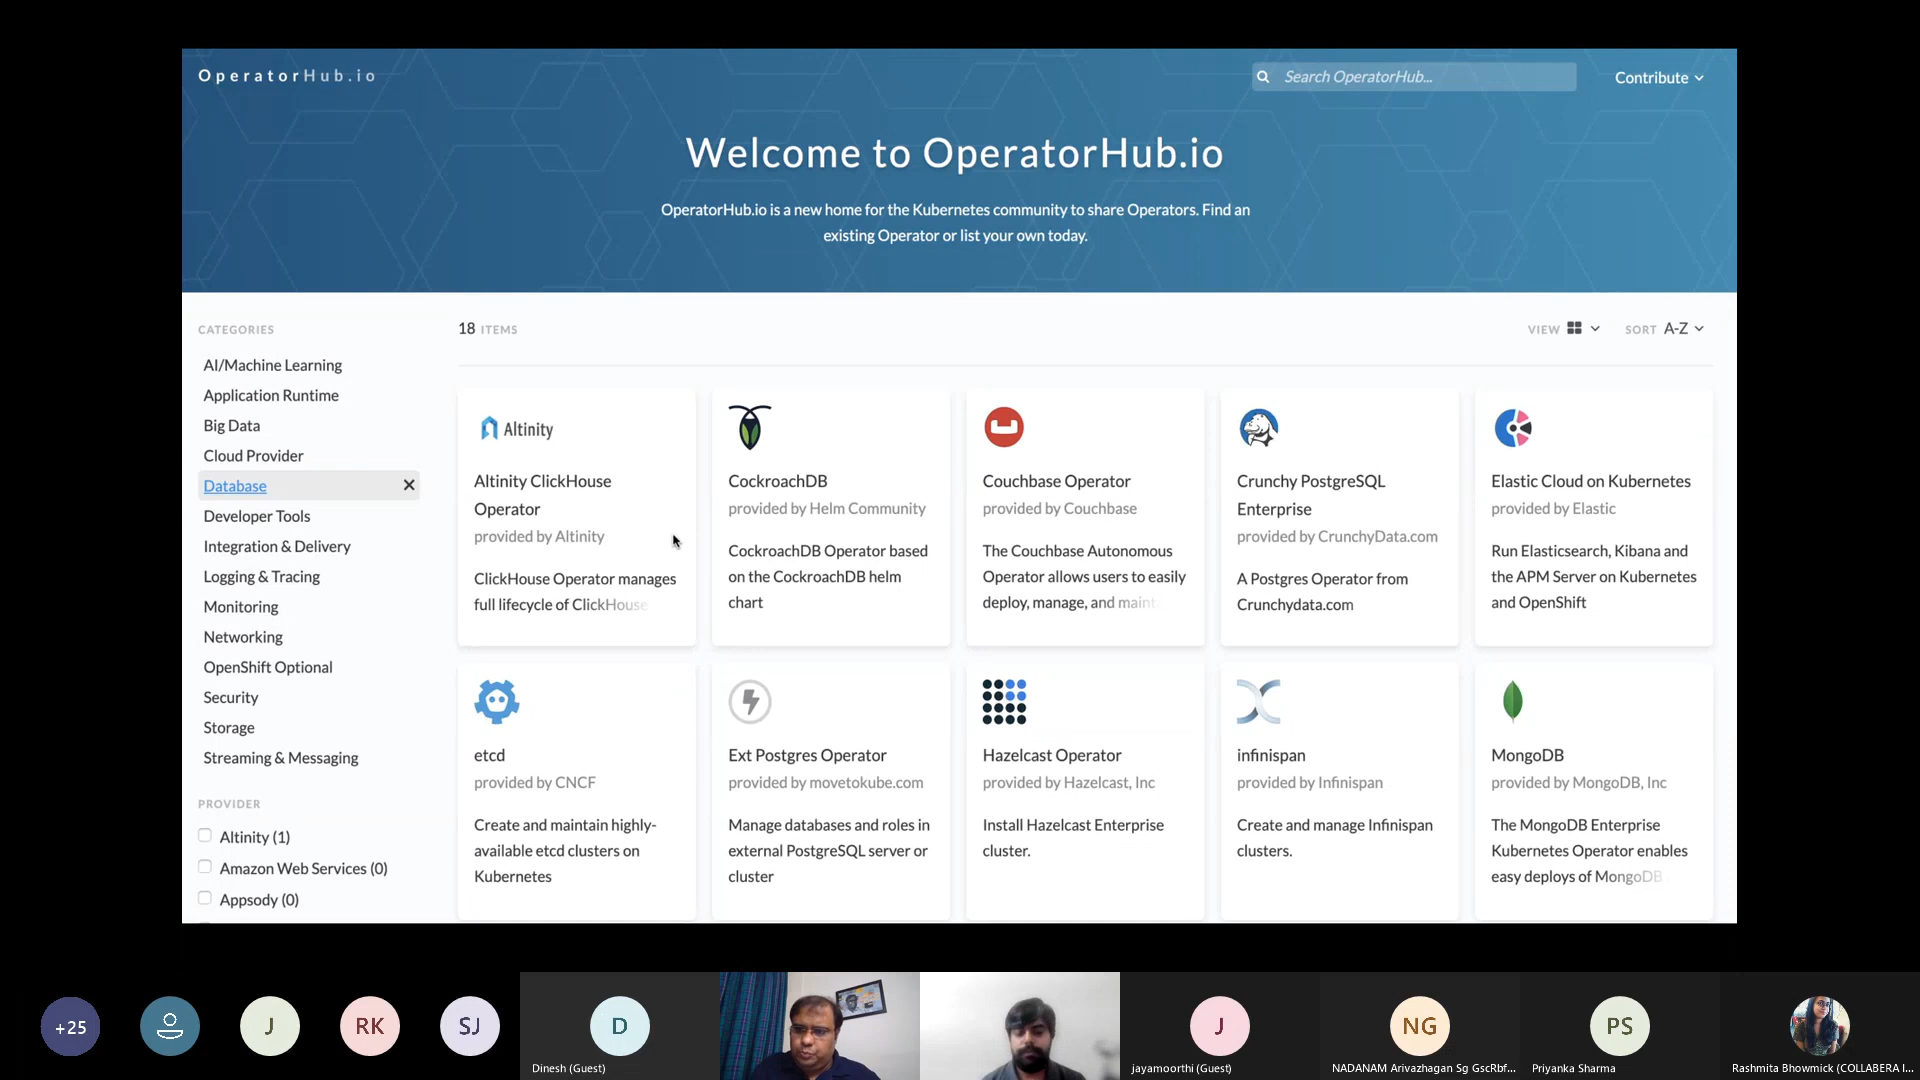 OperatorHub.io
Search OperatorHub...
Contribute
Welcome to OperatorHub.io
OperatorHub.io is a new home for the Kubernetes community to share Operators. Find an
existing Operator or list your own today.
CATEGORIES
18 ITEMS
VIEW
SORT A-Z
AI/Machine Learning
Application Runtime
Big Data
Cloud Provider
Database
Developer Tools
Integration & Delivery
Logging & Tracing
Monitoring
Networking
OpenShift Optional
Security
Storage
Streaming & Messaging
PROVIDER
Altinity (1)
Amazon Web Services (0)
Appsody (0)
Altinity
Altinity ClickHouse
Operator
provided by Altinity
ClickHouse Operator manages
full lifecycle of ClickHouse
CockroachDB
provided by Helm Community
CockroachDB Operator based
on the CockroachDB helm
chart
Couchbase Operator
provided by Couchbase
The Couchbase Autonomous
Operator allows users to easily
deploy, manage, and maint
Crunchy PostgreSQL
Enterprise
provided by CrunchyData.com
A Postgres Operator from
Crunchydata.com
Elastic Cloud on Kubernetes
provided by Elastic
Run Elasticsearch, Kibana and
the APM Server on Kubernetes
and OpenShift
etcd
provided by CNCF
Create and maintain highly-
available etcd clusters on
Kubernetes
Ext Postgres Operator
provided by movetokube.com
Manage databases and roles in
external PostgreSQL server or
cluster
Hazelcast Operator
provided by Hazelcast, Inc
Install Hazelcast Enterprise
cluster.
infinispan
provided by Infinispan
Create and manage Infinispan
clusters.
MongoDB
provided by MongoDB, Inc
The MongoDB Enterprise
Kubernetes Operator enables
easy deploys of MongoDB
+25
J
RK
SJ
D
Dinesh (Guest)
J
jayamoorthi (Guest)
NG
NADANAM Arivazhagan Sg GscRbf...
PS
Priyanka Sharma
Rashmita Bhowmick (COLLABERA I...